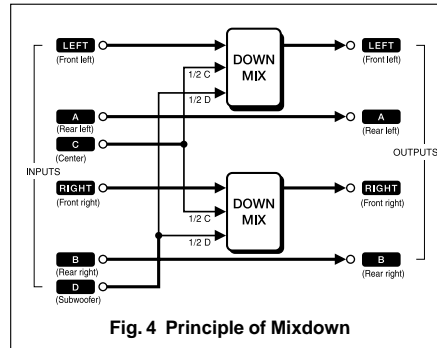 LEFT
(Front left)
A
(Rear left)
C
(Center)
INPUTS
RIGHT
(Front right)
B
(Rear right)
D
(Subwoofer)
1/2 C
1/2 D
DOWN
MIX
1/2 C
1/2 D
DOWN
MIX
LEFT
(Front left)
A
(Rear left)
OUTPUTS
RIGHT
(Front right)
B
(Rear right)
Fig. 4 Principle of Mixdown